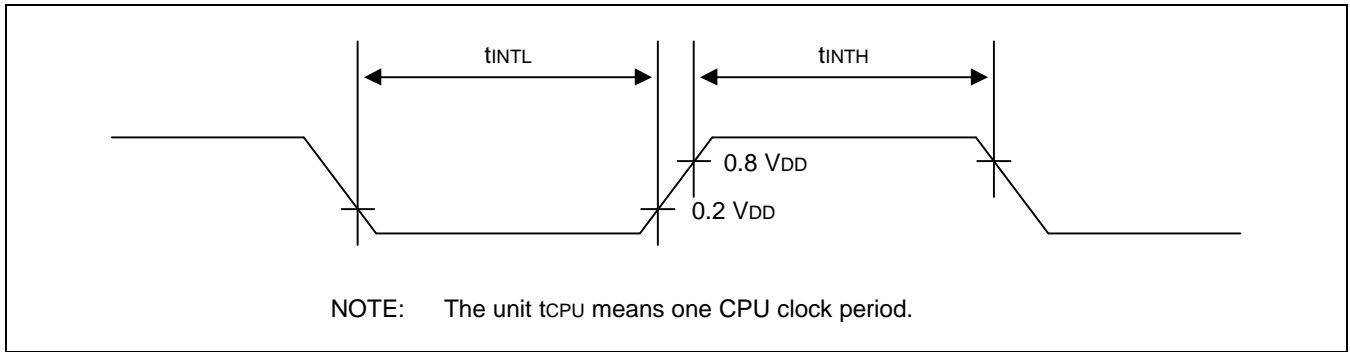 tINTL tINTH
0.8 VDD
0.2 VDD
NOTE: The unit tCPU means one CPU clock period.